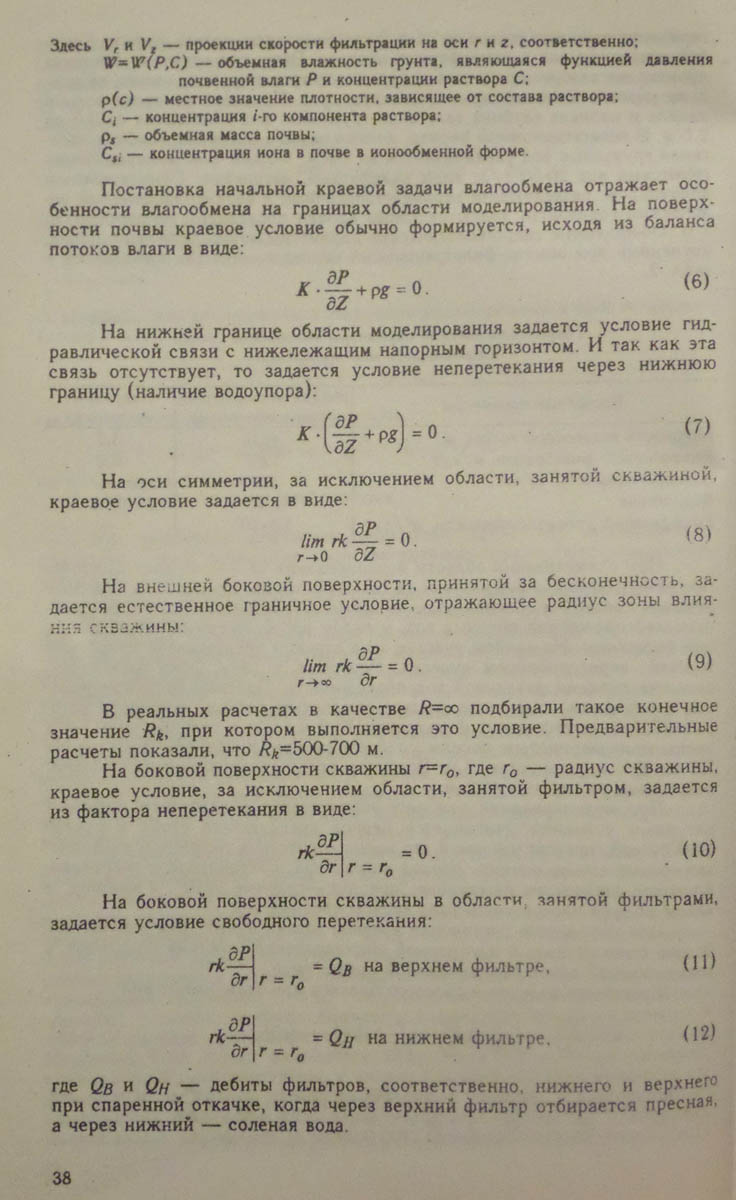 Здесь V_r и V_z — проекции скорости фильтрации на оси r и z, соответственно;
W=W(P,C) — объемная влажность грунта, являющаяся функцией давления
почвенной влаги P и концентрации раствора C;
ρ(c) — местное значение плотности, зависящее от состава раствора;
C_i — концентрация i-го компонента раствора;
ρ_s — объемная масса почвы;
C_si — концентрация иона в почве в ионообменной форме.
Постановка начальной краевой задачи влагообмена отражает осо-
бенности влагообмена на границах области моделирования. На поверх-
ности почвы краевое условие обычно формируется, исходя из баланса
потоков влаги в виде:
K · ∂P/∂Z + ρg = 0. (6)
На нижней границе области моделирования задается условие гид-
равлической связи с нижележащим напорным горизонтом. И так как эта
связь отсутствует, то задается условие неперетекания через нижнюю
границу (наличие водоупора):
K · (∂P/∂Z + ρg) = 0. (7)
На оси симметрии, за исключением области, занятой скважиной,
краевое условие задается в виде:
lim r→0 rk ∂P/∂Z = 0. (8)
На внешней боковой поверхности, принятой за бесконечность, за-
дается естественное граничное условие, отражающее радиус зоны влия-
ния скважины:
lim r→∞ rk ∂P/∂r = 0. (9)
В реальных расчетах в качестве R=∞ подбирали такое конечное
значение R_k, при котором выполняется это условие. Предварительные
расчеты показали, что R_k=500-700 м.
На боковой поверхности скважины r=r_o, где r_o — радиус скважины,
краевое условие, за исключением области, занятой фильтром, задается
из фактора неперетекания в виде:
rk ∂P/∂r | r = r_o = 0. (10)
На боковой поверхности скважины в области, занятой фильтрами,
задается условие свободного перетекания:
rk ∂P/∂r | r = r_o = Q_В на верхнем фильтре, (11)
rk ∂P/∂r | r = r_o = Q_Н на нижнем фильтре, (12)
где Q_В и Q_Н — дебиты фильтров, соответственно, нижнего и верхнего
при спаренной откачке, когда через верхний фильтр отбирается пресная,
а через нижний — соленая вода.
38